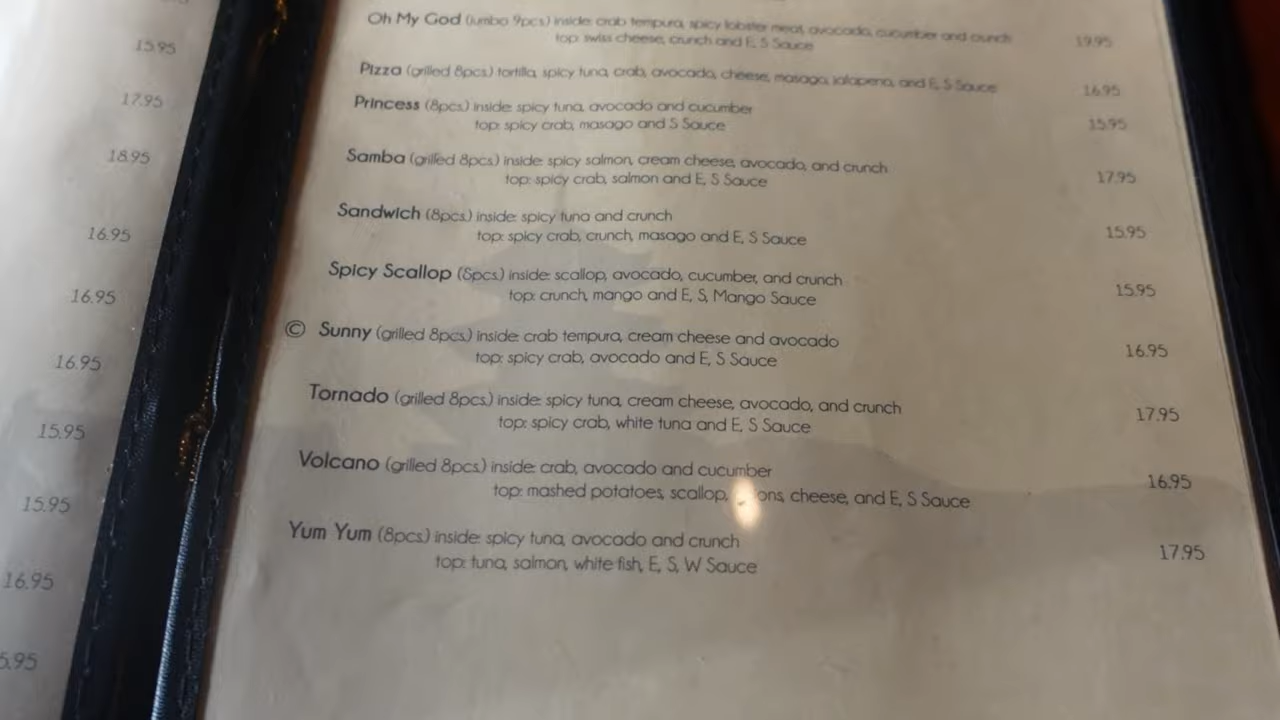 15.95
17.95
18.95
16.95
16.95
16.95
15.95
15.95
16.95
5.95
Oh My God (jumbo 9pcs.) inside: crab tempura, spicy lobster meat, avocado, cucumber and crunch 19.95
top: swiss cheese, crunch and E, S Sauce
Pizza (grilled 8pcs.) tortilla, spicy tuna, crab, avocado, cheese, masago, jalapeno, and E, S Sauce 16.95
Princess (8pcs.) inside: spicy tuna, avocado and cucumber
top: spicy crab, masago and S Sauce 15.95
Samba (grilled 8pcs.) inside: spicy salmon, cream cheese, avocado, and crunch
top: spicy crab, salmon and E, S Sauce 17.95
Sandwich (8pcs.) inside: spicy tuna and crunch
top: spicy crab, crunch, masago and E, S Sauce 15.95
Spicy Scallop (8pcs.) inside: scallop, avocado, cucumber, and crunch
top: crunch, mango and E, S, Mango Sauce 15.95
© Sunny (grilled 8pcs.) inside: crab tempura, cream cheese and avocado
top: spicy crab, avocado and E, S Sauce 16.95
Tornado (grilled 8pcs.) inside: spicy tuna, cream cheese, avocado, and crunch
top: spicy crab, white tuna and E, S Sauce 17.95
Volcano (grilled 8pcs.) inside: crab, avocado and cucumber
top: mashed potatoes, scallop, cheese, and E, S Sauce 16.95
Yum Yum (8pcs.) inside: spicy tuna, avocado and crunch
top: tuna, salmon, white fish, E, S, W Sauce 17.95